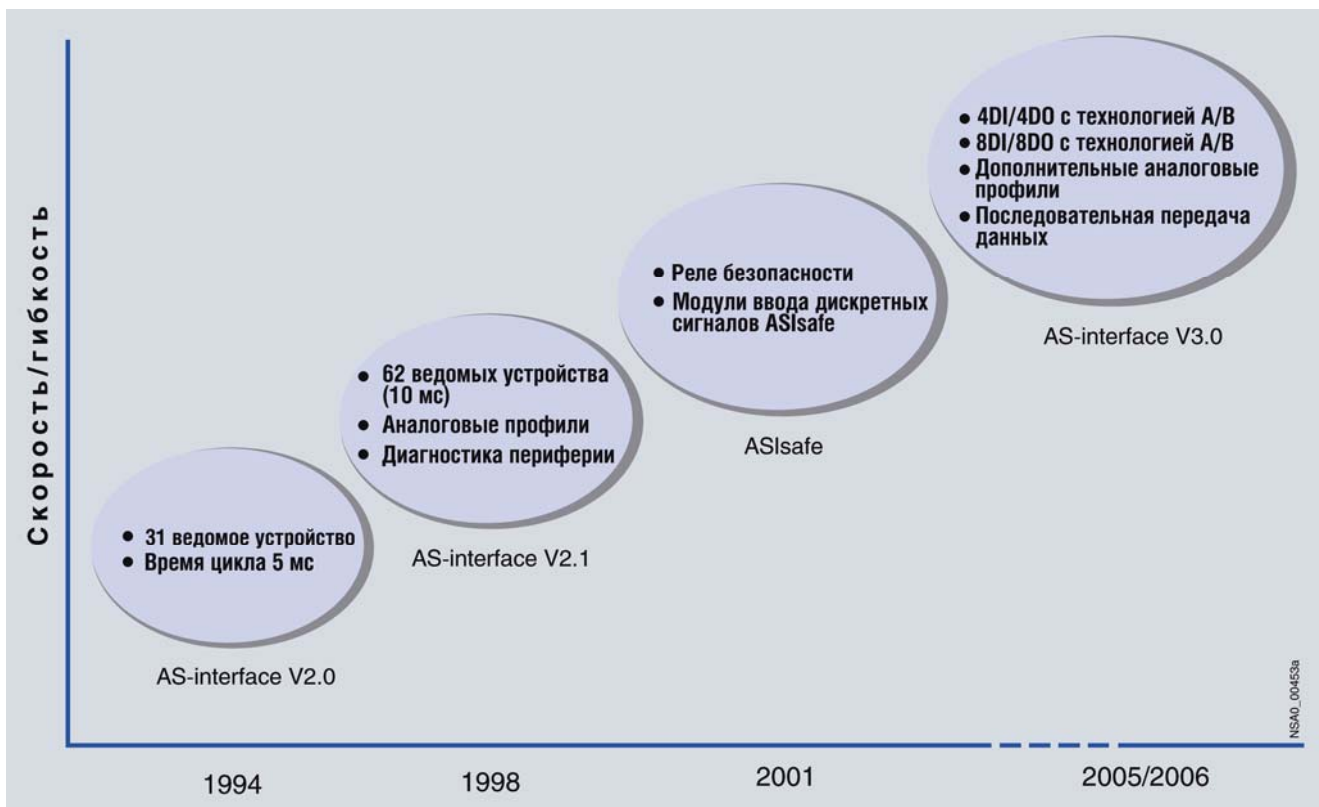 Скорость/гибкость
• 31 ведомое устройство
• Время цикла 5 мс
AS-interface V2.0
• 62 ведомых устройства
(10 мс)
• Аналоговые профили
• Диагностика периферии
AS-interface V2.1
• Реле безопасности
• Модули ввода дискретных
сигналов ASIsafe
ASIsafe
• 4DI/4DO с технологией A/B
• 8DI/8DO с технологией A/B
• Дополнительные аналоговые
профили
• Последовательная передача
данных
AS-interface V3.0
NSA0_00453a
1994
1998
2001
2005/2006